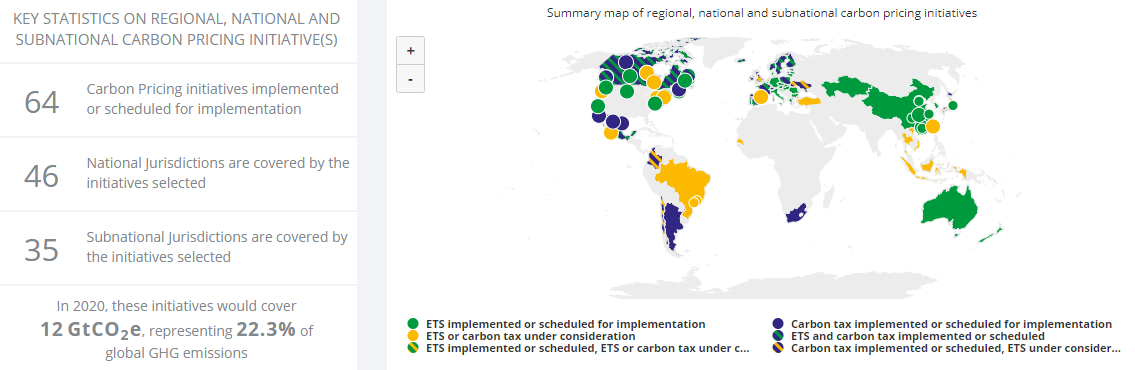 KEY STATISTICS ON REGIONAL, NATIONAL AND
SUBNATIONAL CARBON PRICING INITIATIVE(S)
64
Carbon Pricing initiatives implemented
or scheduled for implementation
46
National Jurisdictions are covered by the
initiatives selected
35
Subnational Jurisdictions are covered by
the initiatives selected
In 2020, these initiatives would cover
12 GtCO₂e, representing 22.3% of
global GHG emissions
Summary map of regional, national and subnational carbon pricing initiatives
+
-
ETS implemented or scheduled for implementation
ETS or carbon tax under consideration
ETS implemented or scheduled, ETS or carbon tax under c...
Carbon tax implemented or scheduled for implementation
ETS and carbon tax implemented or scheduled
Carbon tax implemented or scheduled, ETS under consider...